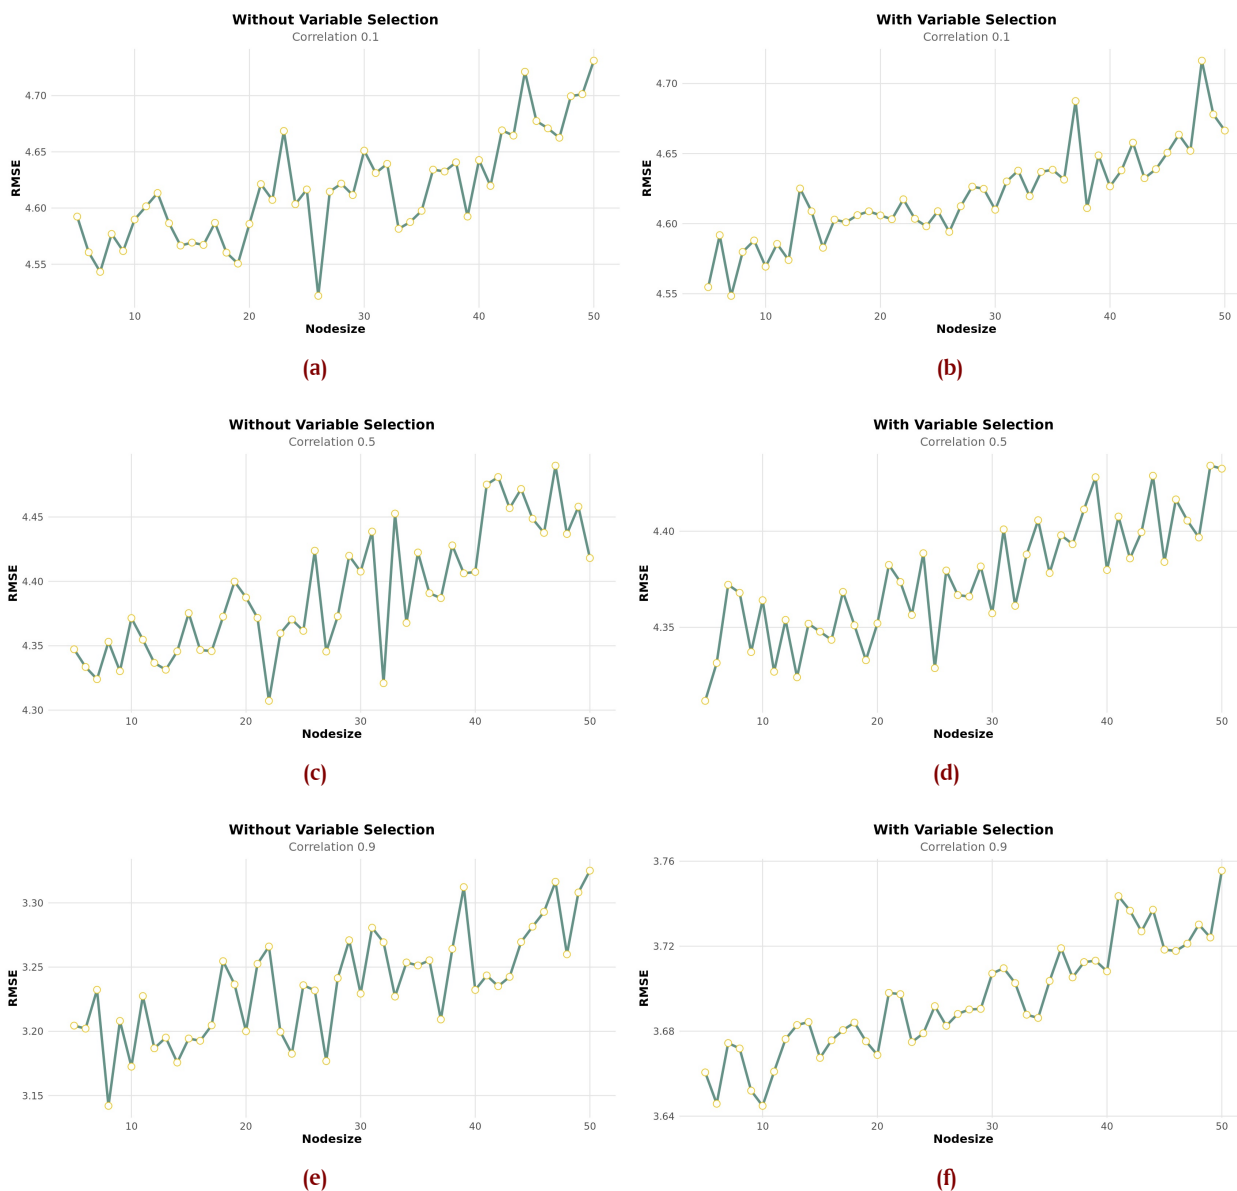 Without Variable Selection
Correlation 0.1
RMSE
4.70
4.65
4.60
4.55
10 20 30 40 50
Nodesize
(a)
With Variable Selection
Correlation 0.1
RMSE
4.70
4.65
4.60
4.55
10 20 30 40 50
Nodesize
(b)
Without Variable Selection
Correlation 0.5
RMSE
4.45
4.40
4.35
4.30
10 20 30 40 50
Nodesize
(c)
With Variable Selection
Correlation 0.5
RMSE
4.40
4.35
10 20 30 40 50
Nodesize
(d)
Without Variable Selection
Correlation 0.9
RMSE
3.30
3.25
3.20
3.15
10 20 30 40 50
Nodesize
(e)
With Variable Selection
Correlation 0.9
RMSE
3.76
3.72
3.68
3.64
10 20 30 40 50
Nodesize
(f)